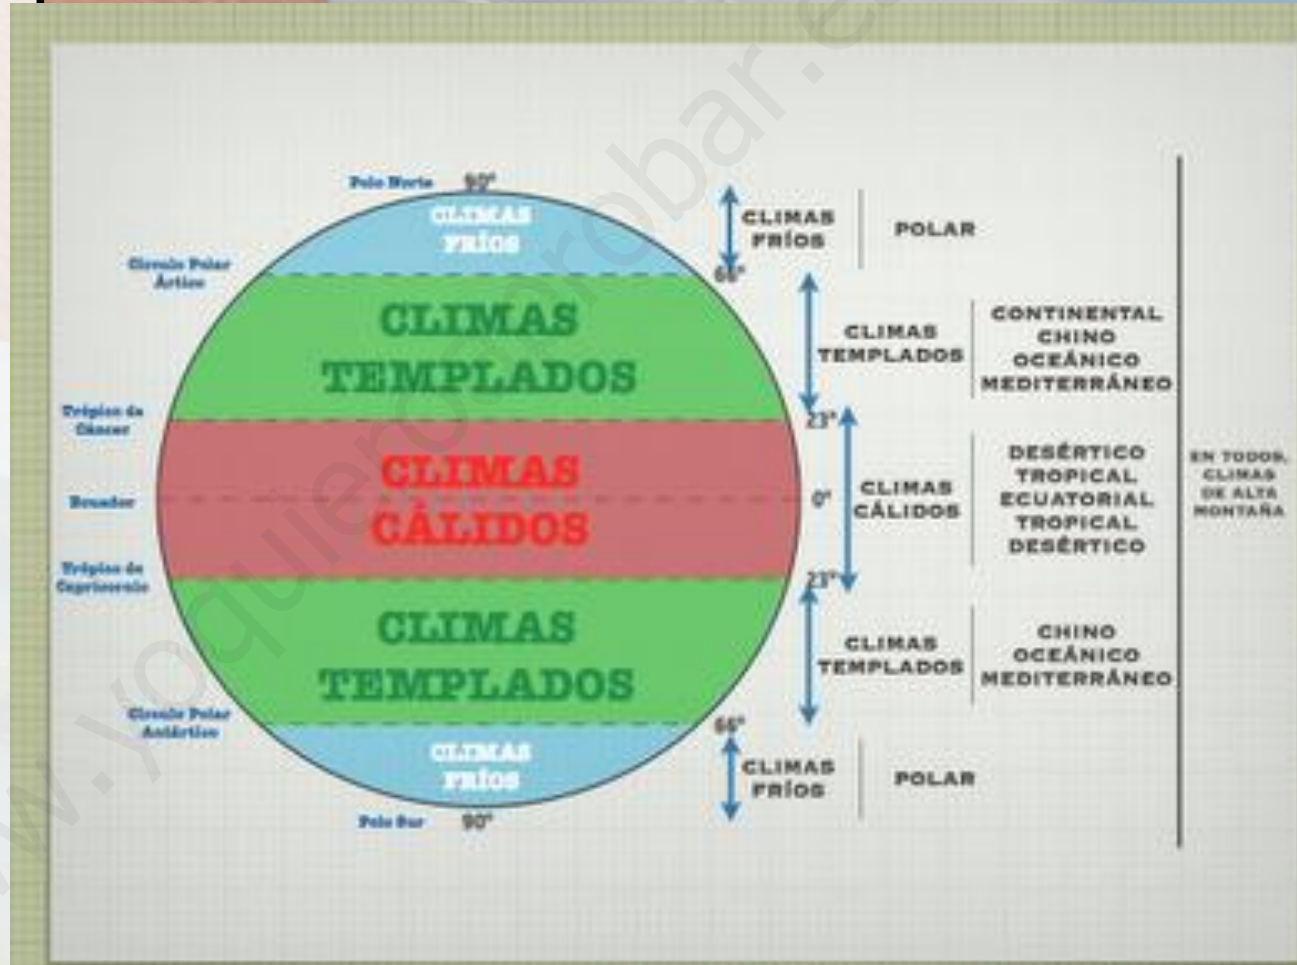 Polo Norte 90°
CLIMAS
FRÍOS
CLIMAS
FRÍOS
POLAR
Círculo Polar
Ártico
66°
CLIMAS
TEMPLADOS
CLIMAS
TEMPLADOS
CONTINENTAL
CHINO
OCEÁNICO
MEDITERRÁNEO
Trópico de
Cáncer
23°
CLIMAS
CÁLIDOS
Ecuador
0°
CLIMAS
CÁLIDOS
DESÉRTICO
TROPICAL
ECUATORIAL
TROPICAL
DESÉRTICO
EN TODOS,
CLIMAS
DE ALTA
MONTAÑA
Trópico de
Capricornio
23°
CLIMAS
TEMPLADOS
CLIMAS
TEMPLADOS
CHINO
OCEÁNICO
MEDITERRÁNEO
Círculo Polar
Antártico
66°
CLIMAS
FRÍOS
CLIMAS
FRÍOS
POLAR
Polo Sur 90°
www.yoquieroaprobar.es